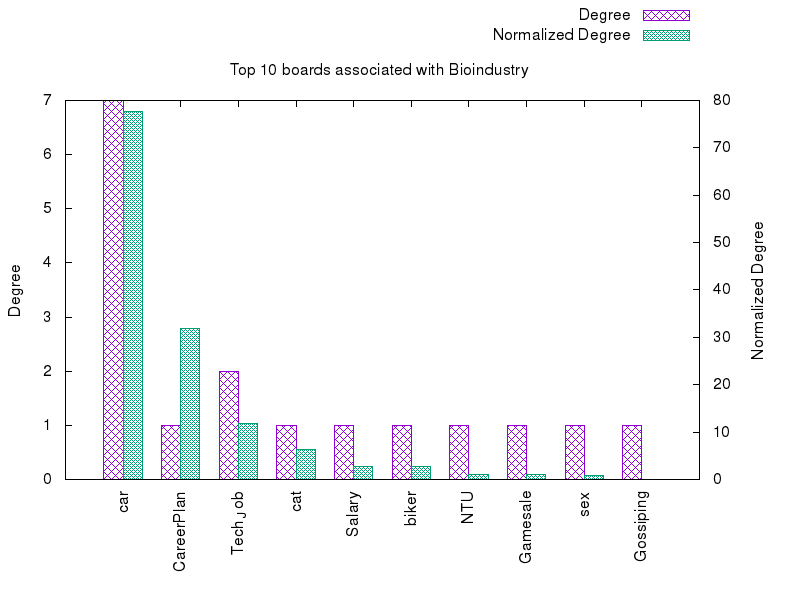 Degree
Normalized Degree
Top 10 boards associated with Bioindustry
7
6
5
4
3
2
1
0
Degree
80
70
60
50
40
30
20
10
0
Normalized Degree
car
CareerPlan
Tech_Job
cat
Salary
biker
NTU
Gamesale
sex
Gossiping